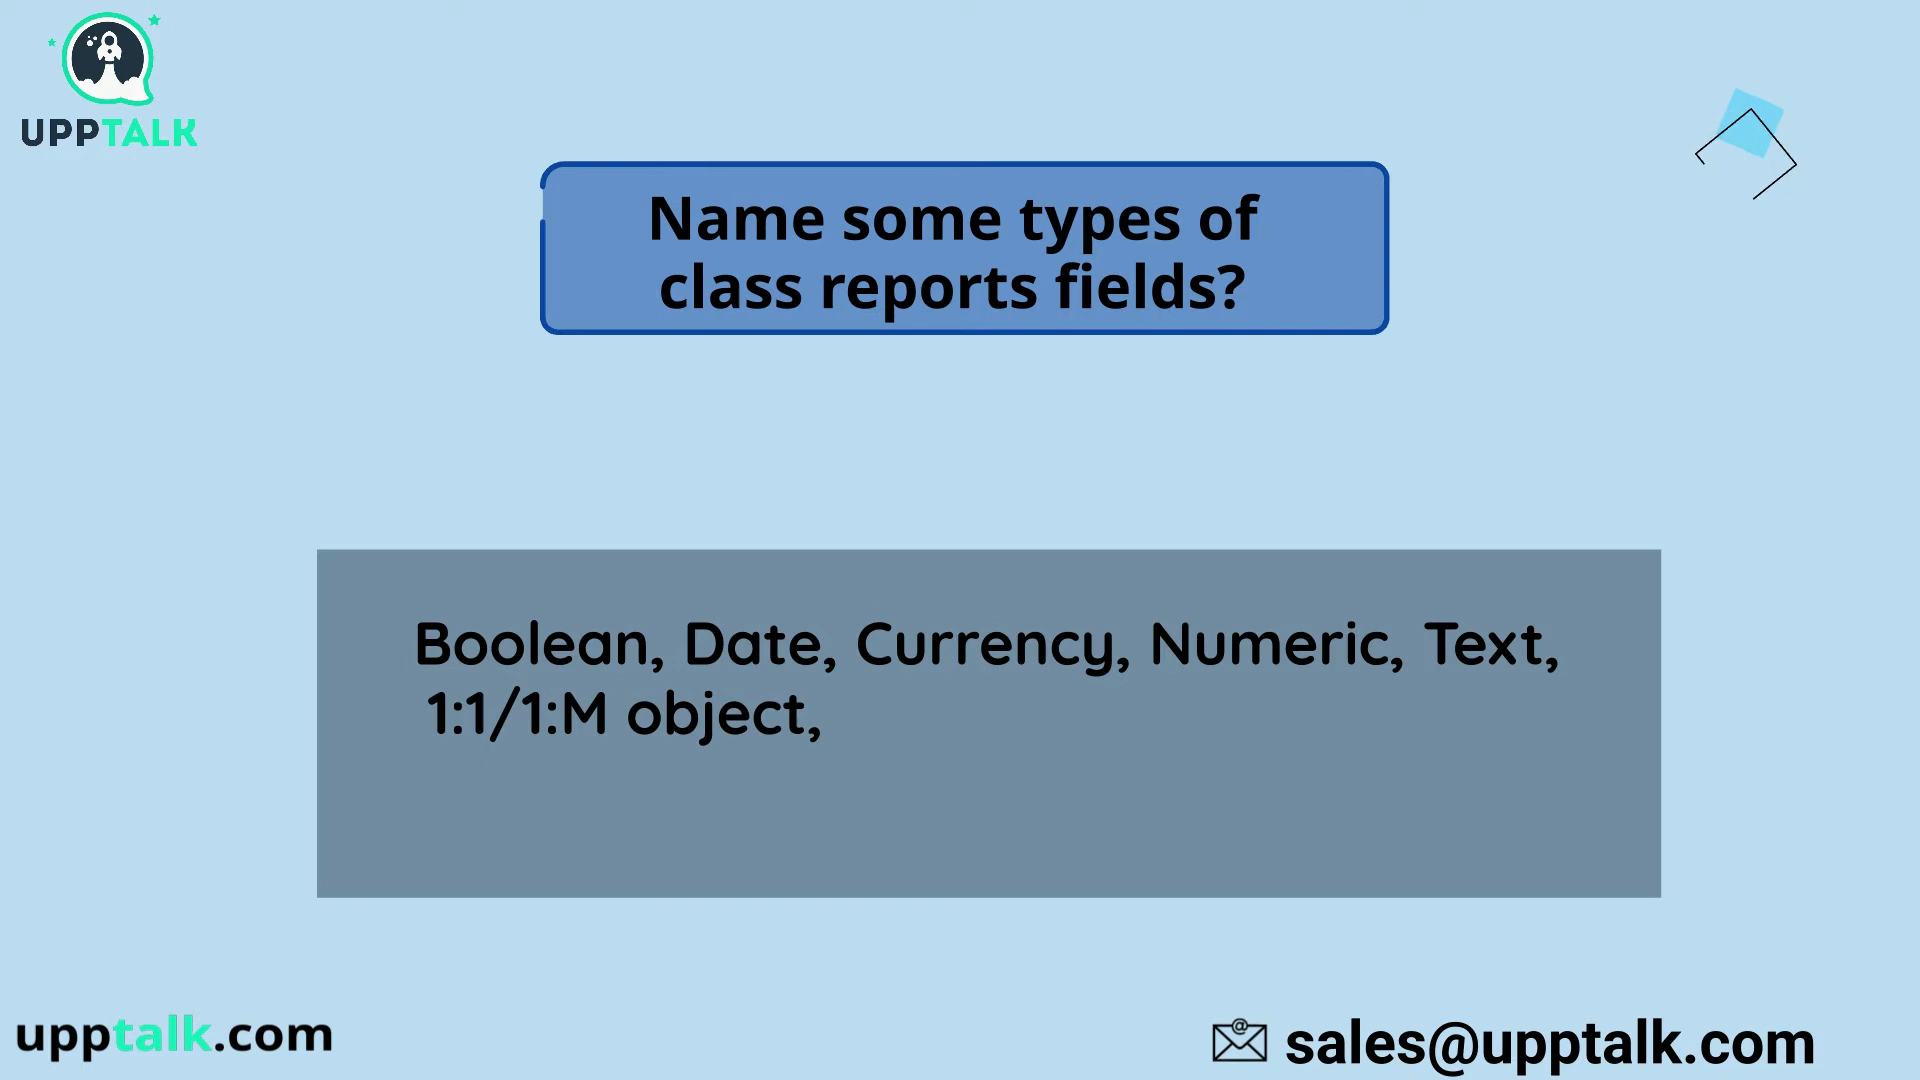 UPPTALK
Name some types of
class reports fields?
Boolean, Date, Currency, Numeric, Text,
1:1/1:M object,
upptalk.com
sales@upptalk.com